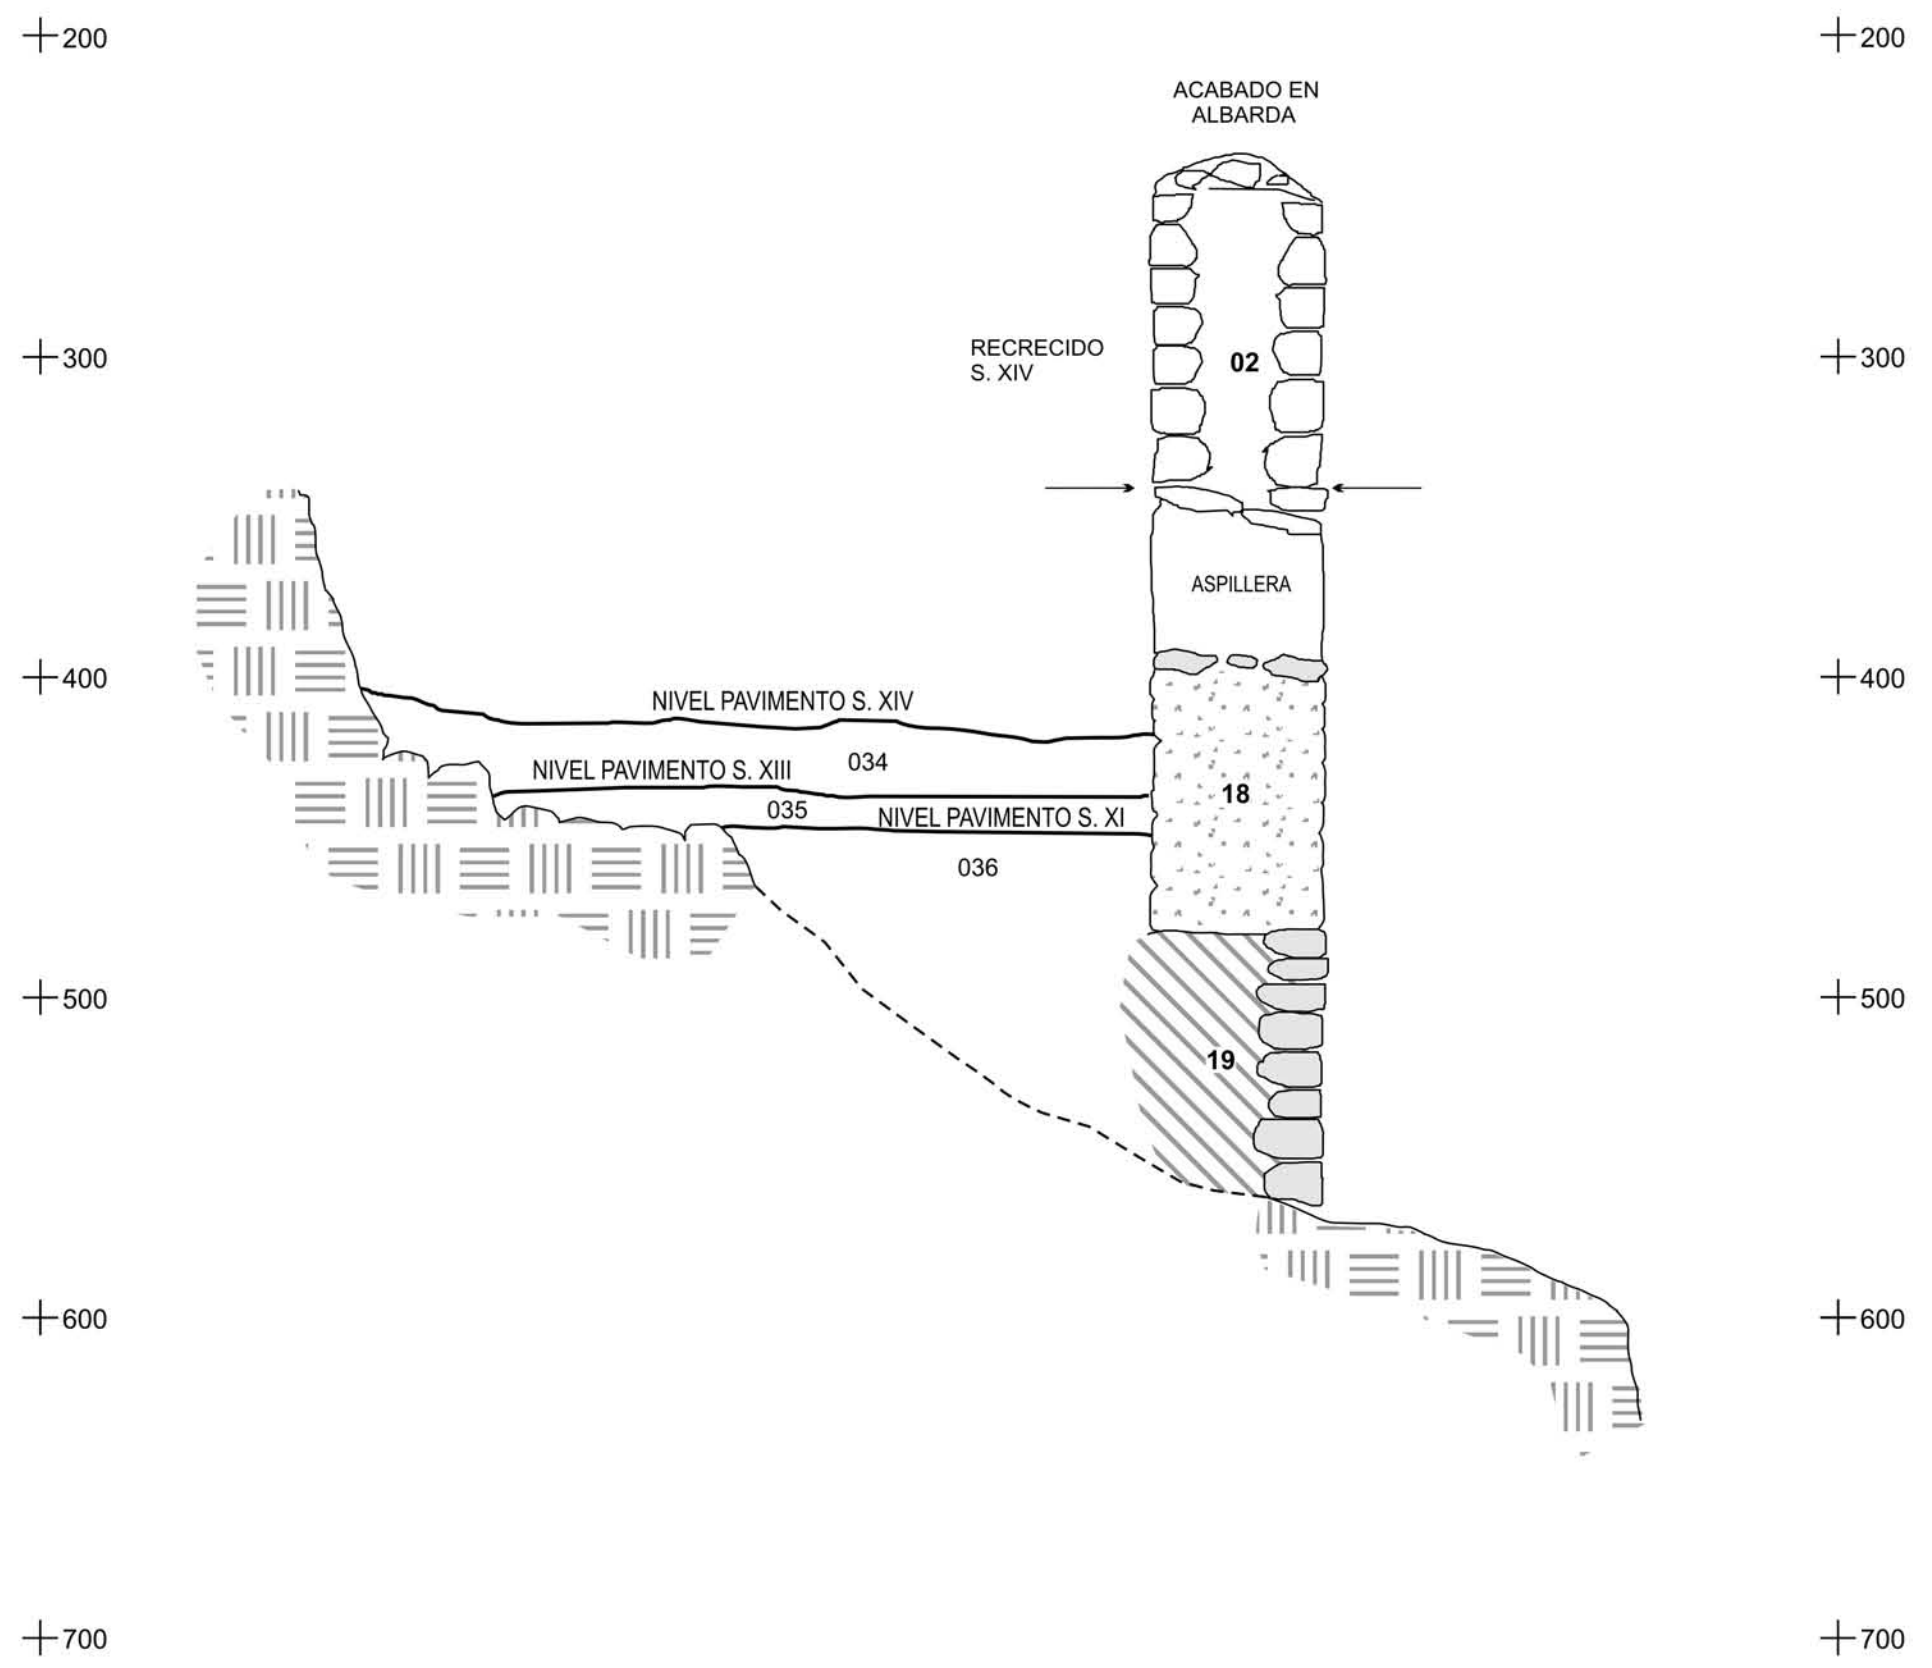 200
200
ACABADO EN
ALBARDA
300
RECRECIDO
S. XIV
02
300
ASPILLERA
400
400
NIVEL PAVIMENTO S. XIV
034
NIVEL PAVIMENTO S. XIII
18
035
NIVEL PAVIMENTO S. XI
036
500
500
19
600
600
700
700